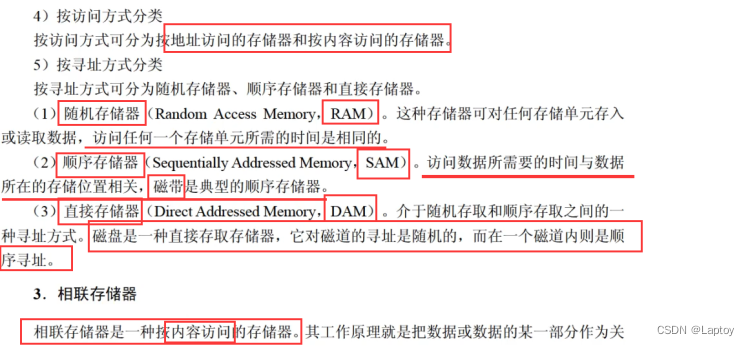 4）按访问方式分类
按访问方式可分为按地址访问的存储器和按内容访问的存储器。
5）按寻址方式分类
按寻址方式可分为随机存储器、顺序存储器和直接存储器。
（1）随机存储器（Random Access Memory，RAM）。这种存储器可对任何存储单元存入
或读取数据，访问任何一个存储单元所需的时间是相同的。
（2）顺序存储器（Sequentially Addressed Memory，SAM）。访问数据所需要的时间与数据
所在的存储位置相关，磁带是典型的顺序存储器。
（3）直接存储器（Direct Addressed Memory，DAM）。介于随机存取和顺序存取之间的一
种寻址方式。磁盘是一种直接存取存储器，它对磁道的寻址是随机的，而在一个磁道内则是顺
序寻址。
3．相联存储器
相联存储器是一种按内容访问的存储器。其工作原理就是把数据或数据的某一部分作为关
CSDN @Laptoy